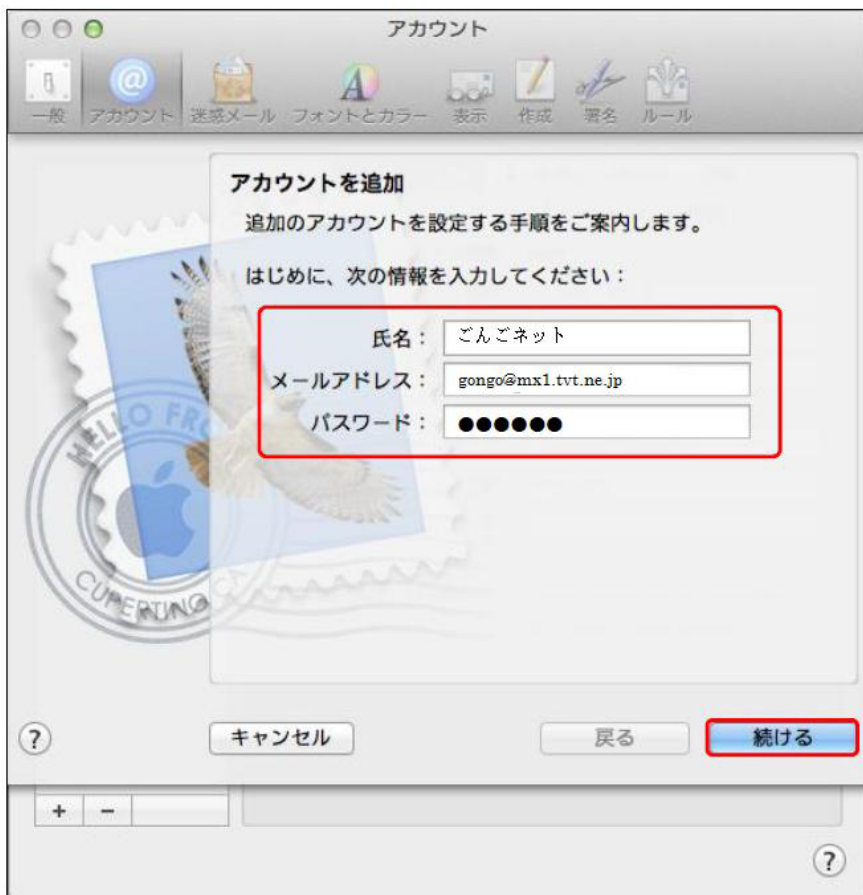 アカウント
一般 アカウント 迷惑メール フォントとカラー 表示 作成 署名 ルール
アカウントを追加
追加のアカウントを設定する手順をご案内します。
はじめに、次の情報を入力してください：
氏名： ごんごネット
メールアドレス： gongo@mx1.tvt.ne.jp
パスワード： ●●●●●●
HELLO FRO
CUPERTINO CA
? キャンセル 戻る 続ける
+ −
?